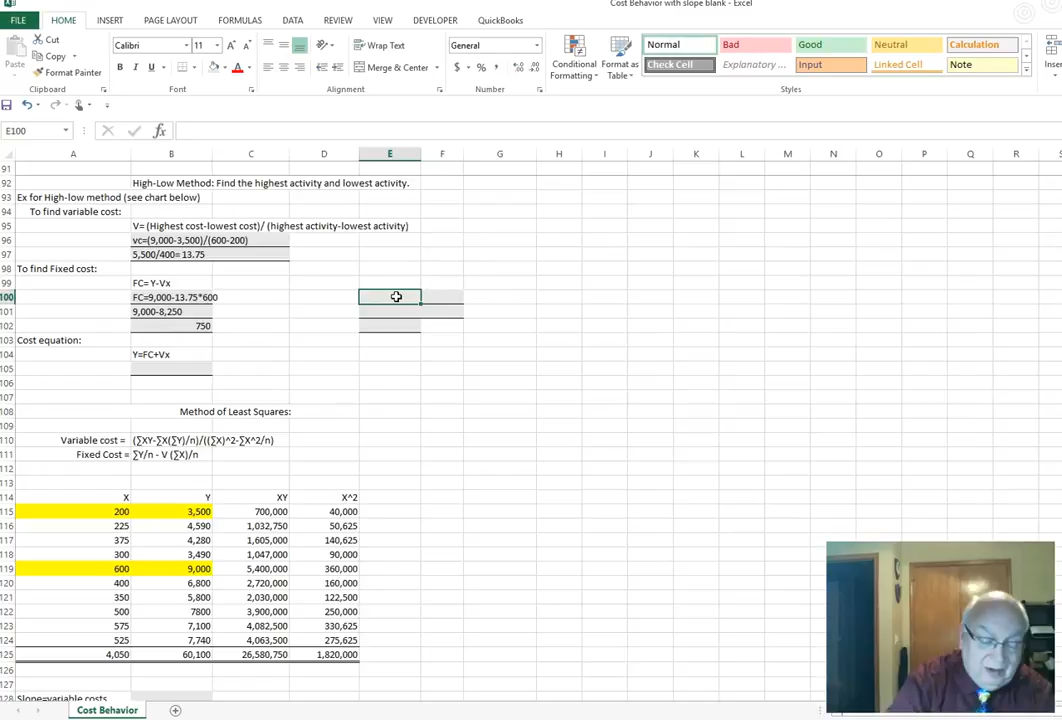 Cost Behavior with slope blank - Excel
FILE HOME INSERT PAGE LAYOUT FORMULAS DATA REVIEW VIEW DEVELOPER QuickBooks
Cut
Copy
Format Painter
Paste
Clipboard
Calibri 11
B I U
Font
Wrap Text
Merge & Center
Alignment
General
$ % ,
Number
Conditional Formatting
Format as Table
Normal Bad Good Neutral Calculation
Check Cell Explanatory ... Input Linked Cell Note
Styles
E100 fx
A B C D E F G H I J K L M N O P Q R
91
92 High-Low Method: Find the highest activity and lowest activity.
93 Ex for High-low method (see chart below)
94 To find variable cost:
95 V= (Highest cost-lowest cost)/ (highest activity-lowest activity)
96 vc=(9,000-3,500)/(600-200)
97 5,500/400= 13.75
98 To find Fixed cost:
99 FC= Y-Vx
100 FC=9,000-13.75*600
101 9,000-8,250
102 750
103 Cost equation:
104 Y=FC+Vx
105
106
107
108 Method of Least Squares:
109
110 Variable cost = (∑XY-∑X(∑Y)/n)/((∑X)^2-∑X^2/n)
111 Fixed Cost = ∑Y/n - V (∑X)/n
112
113
114 X Y XY X^2
115 200 3,500 700,000 40,000
116 225 4,590 1,032,750 50,625
117 375 4,280 1,605,000 140,625
118 300 3,490 1,047,000 90,000
119 600 9,000 5,400,000 360,000
120 400 6,800 2,720,000 160,000
121 350 5,800 2,030,000 122,500
122 500 7800 3,900,000 250,000
123 575 7,100 4,082,500 330,625
124 525 7,740 4,063,500 275,625
125 4,050 60,100 26,580,750 1,820,000
126
127
128 Slope=variable costs
Cost Behavior